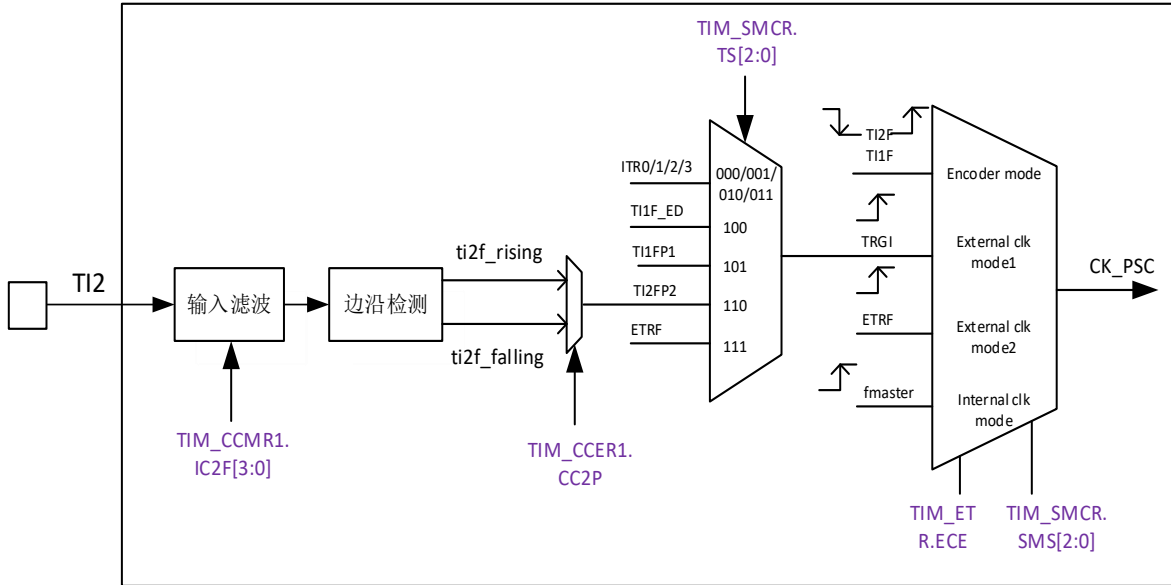 TIM_SMCR.
TS[2:0]
TI2F
TI1F
Encoder mode
ITR0/1/2/3
000/001/
010/011
TI1F_ED
100
ti2f_rising
TRGI
External clk
mode1
CK_PSC
TI2
输入滤波
边沿检测
TI1FP1
101
TI2FP2
110
ETRF
111
ETRF
External clk
mode2
ti2f_falling
fmaster
Internal clk
mode
TIM_CCMR1.
IC2F[3:0]
TIM_CCER1.
CC2P
TIM_ET
R.ECE
TIM_SMCR.
SMS[2:0]